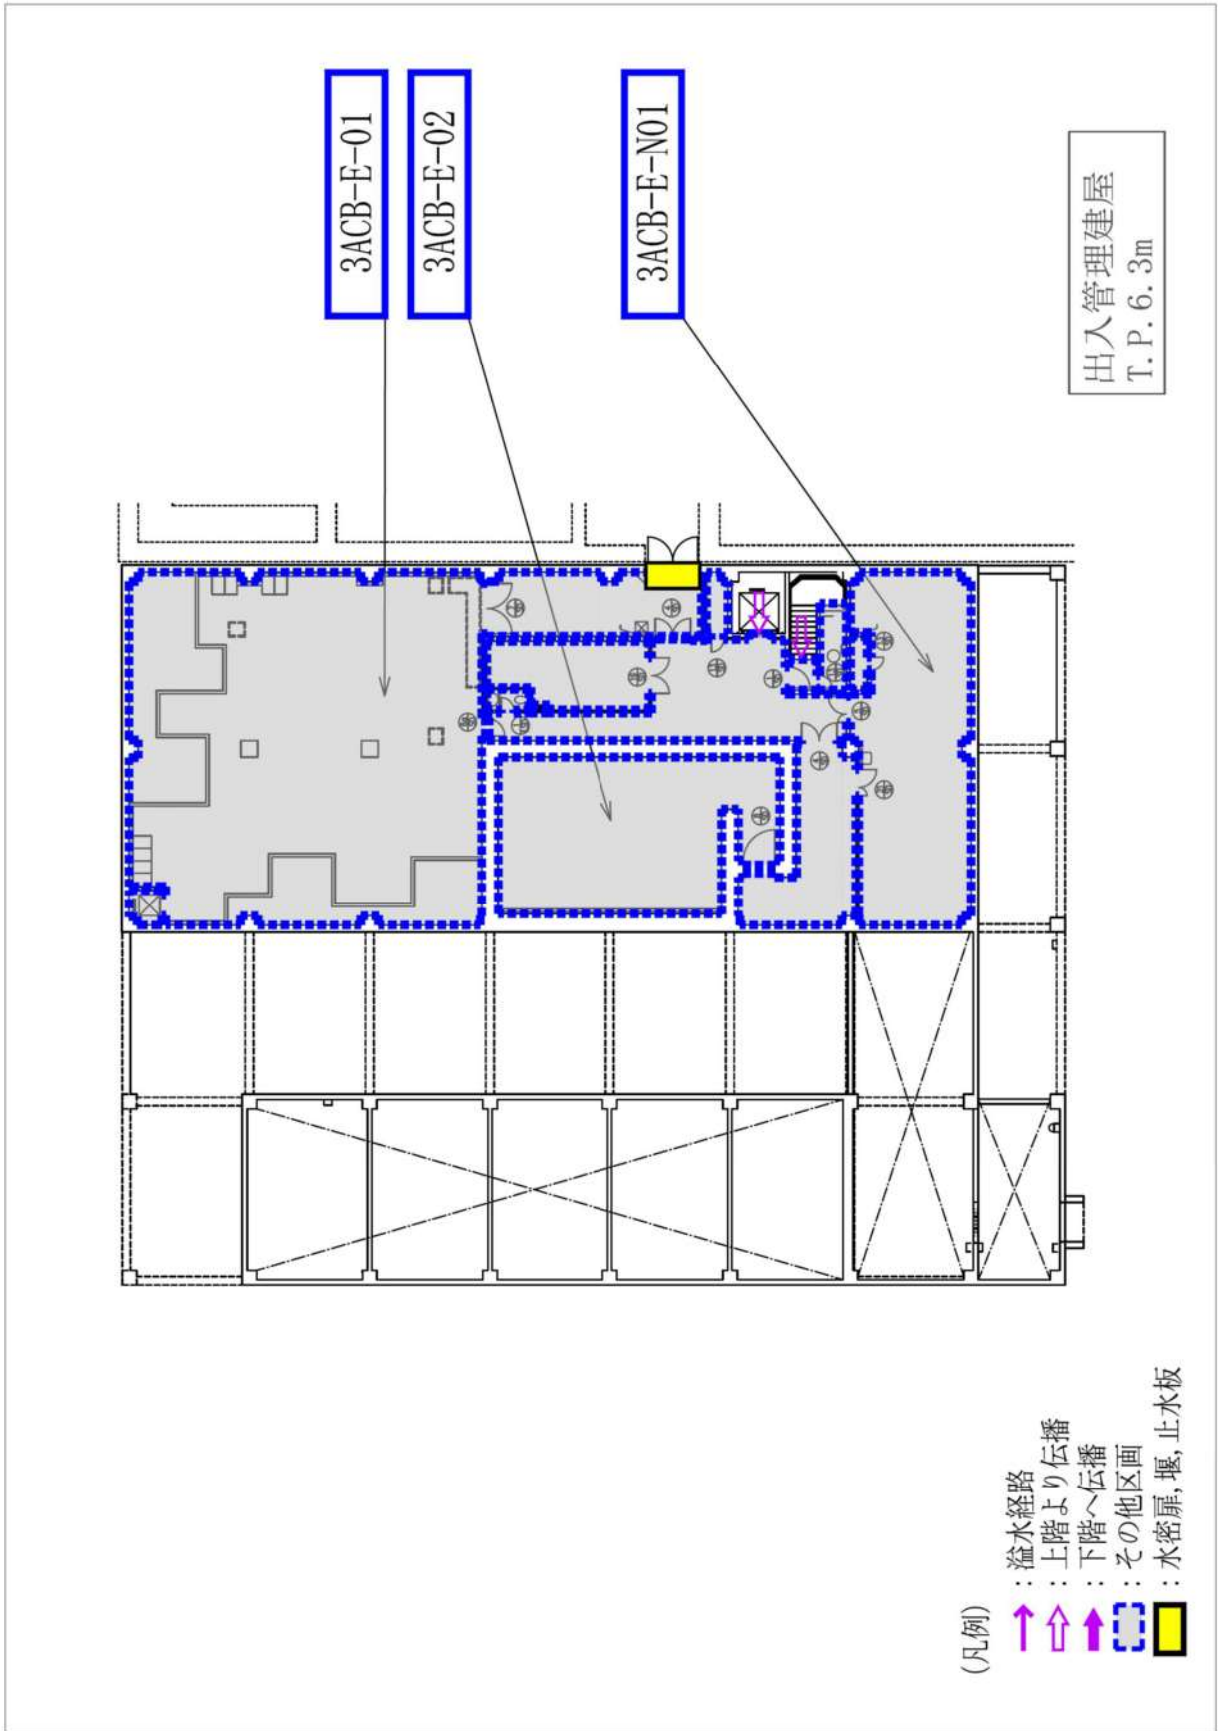 3ACB-E-01
3ACB-E-02
3ACB-E-N01
出入管理建屋
T.P.6.3m
(凡例)
：溢水経路
：上階より伝播
：下階へ伝播
：その他区画
：水密扉,堰,止水板